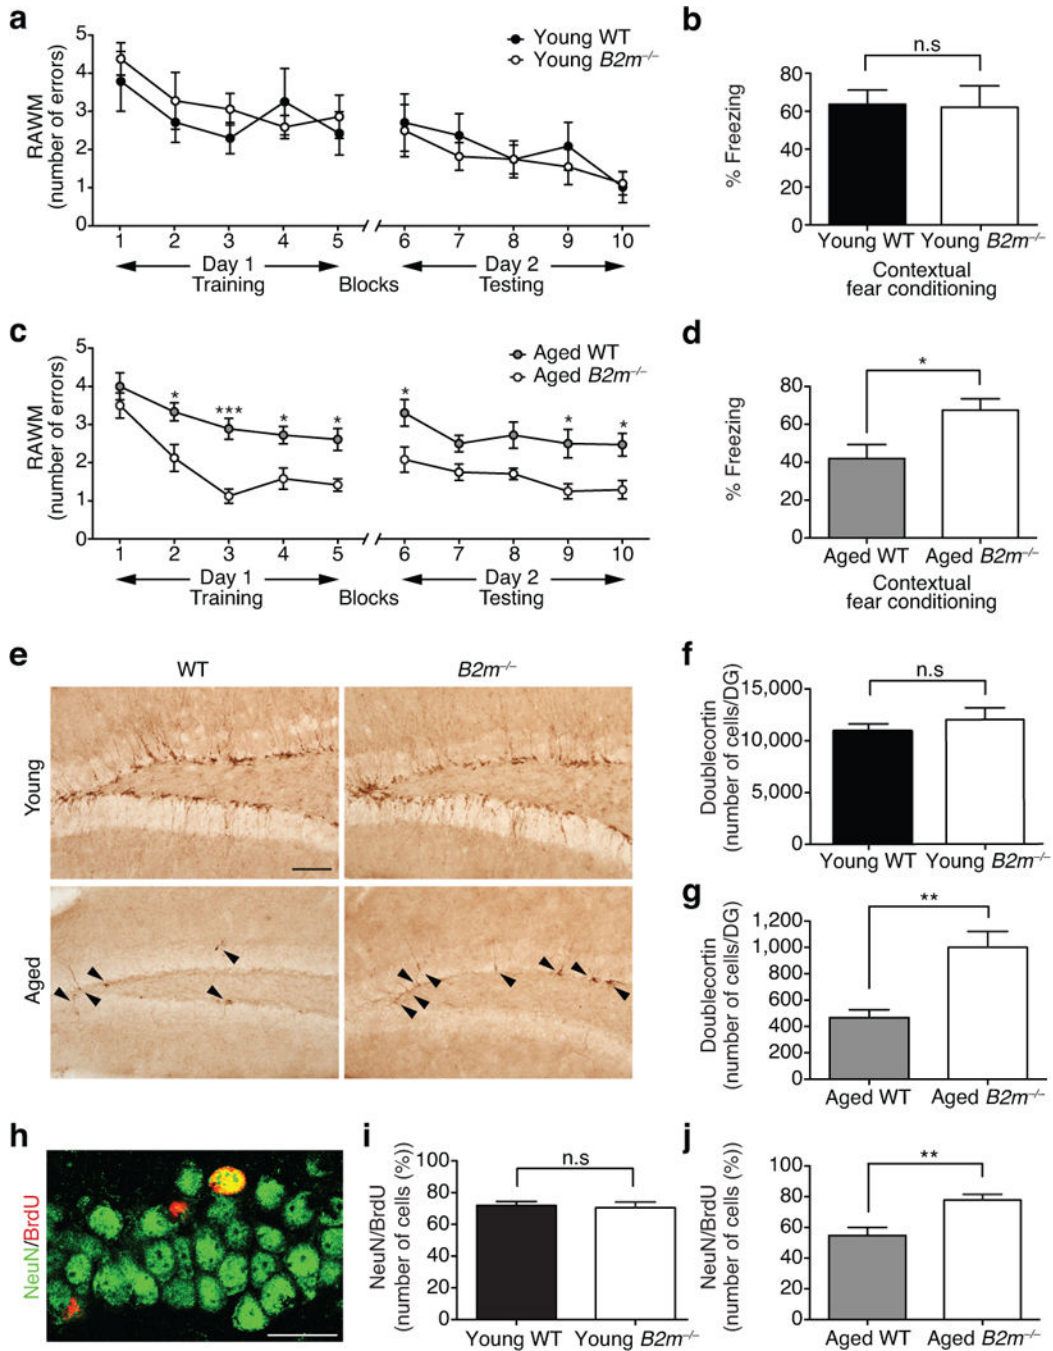 a
5
4
3
2
1
0
RAWM
(number of errors)
Young WT
Young B2m–/–
1 2 3 4 5 6 7 8 9 10
Day 1
Training
Blocks
Day 2
Testing
b
n.s
80
60
40
20
0
% Freezing
Young WT Young B2m–/–
Contextual
fear conditioning
c
5
4
3
2
1
0
RAWM
(number of errors)
Aged WT
Aged B2m–/–
* *** * * * * *
1 2 3 4 5 6 7 8 9 10
Day 1
Training
Blocks
Day 2
Testing
d
*
80
60
40
20
0
% Freezing
Aged WT Aged B2m–/–
Contextual
fear conditioning
e
WT
B2m–/–
Young
Aged
f
n.s
15,000
10,000
5,000
0
Doublecortin
(number of cells/DG)
Young WT Young B2m–/–
g
**
1,200
1,000
800
600
400
200
0
Doublecortin
(number of cells/DG)
Aged WT Aged B2m–/–
h
NeuN/BrdU
i
n.s
100
80
60
40
20
0
NeuN/BrdU
(number of cells (%))
Young WT Young B2m–/–
j
**
100
80
60
40
20
0
NeuN/BrdU
(number of cells (%))
Aged WT Aged B2m–/–